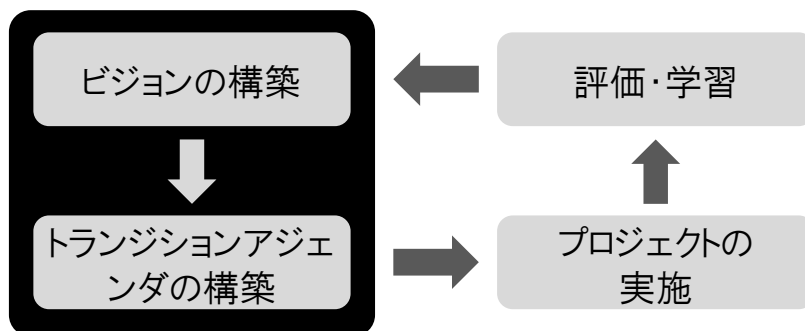 ビジョンの構築
評価・学習
トランジションアジェ
ンダの構築
プロジェクトの
実施